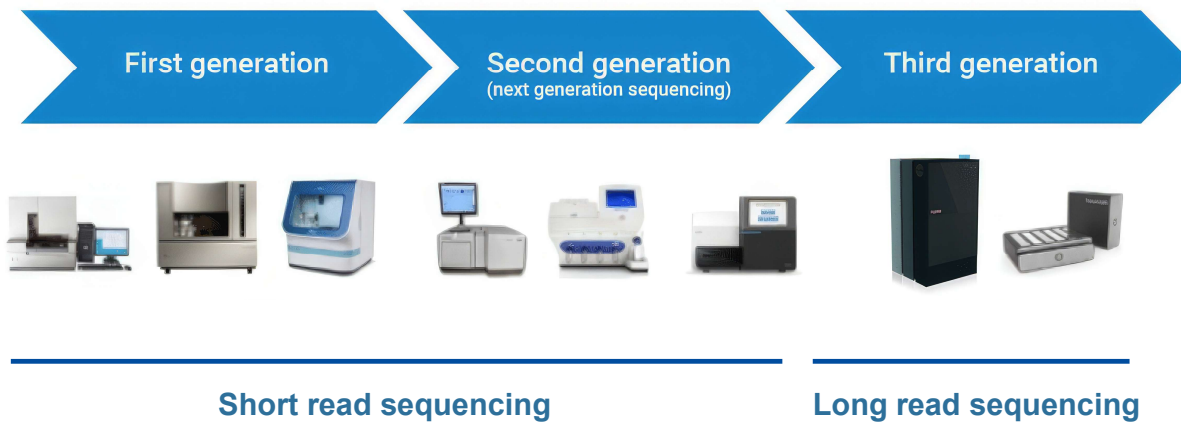 First generation
Second generation
(next generation sequencing)
Third generation
Short read sequencing
Long read sequencing